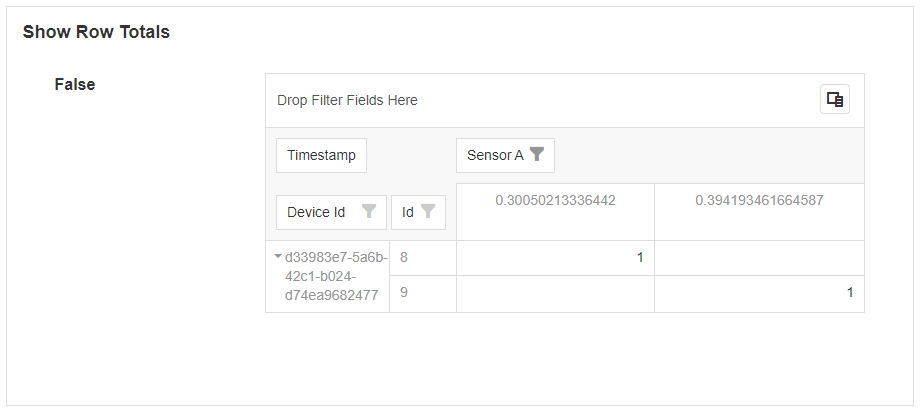 Show Row Totals
False
Drop Filter Fields Here
Timestamp
Sensor A
Device Id
Id
0.30050213336442
0.394193461664587
d33983e7-5a6b-
42c1-b024-
d74ea9682477
8
1
9
1